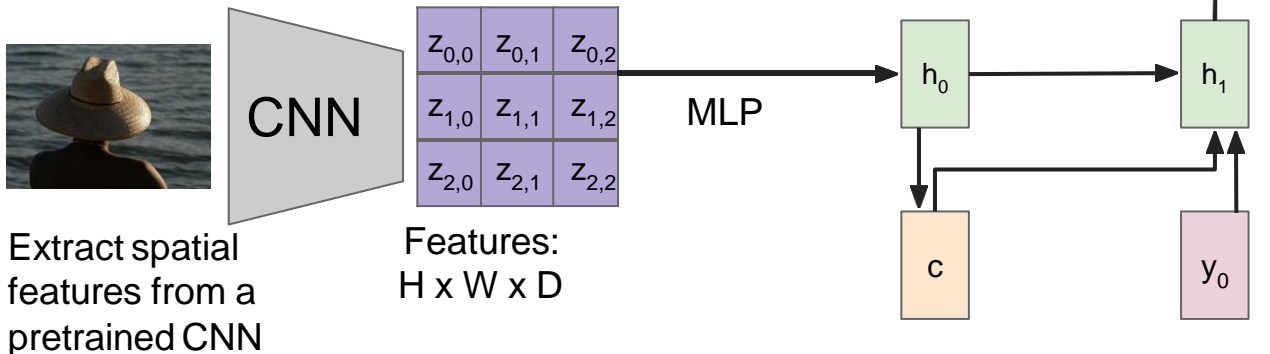 CNN
z0,0 z0,1 z0,2
z1,0 z1,1 z1,2
z2,0 z2,1 z2,2
MLP
h0
h1
c
y0
Extract spatial
features from a
pretrained CNN
Features:
H x W x D